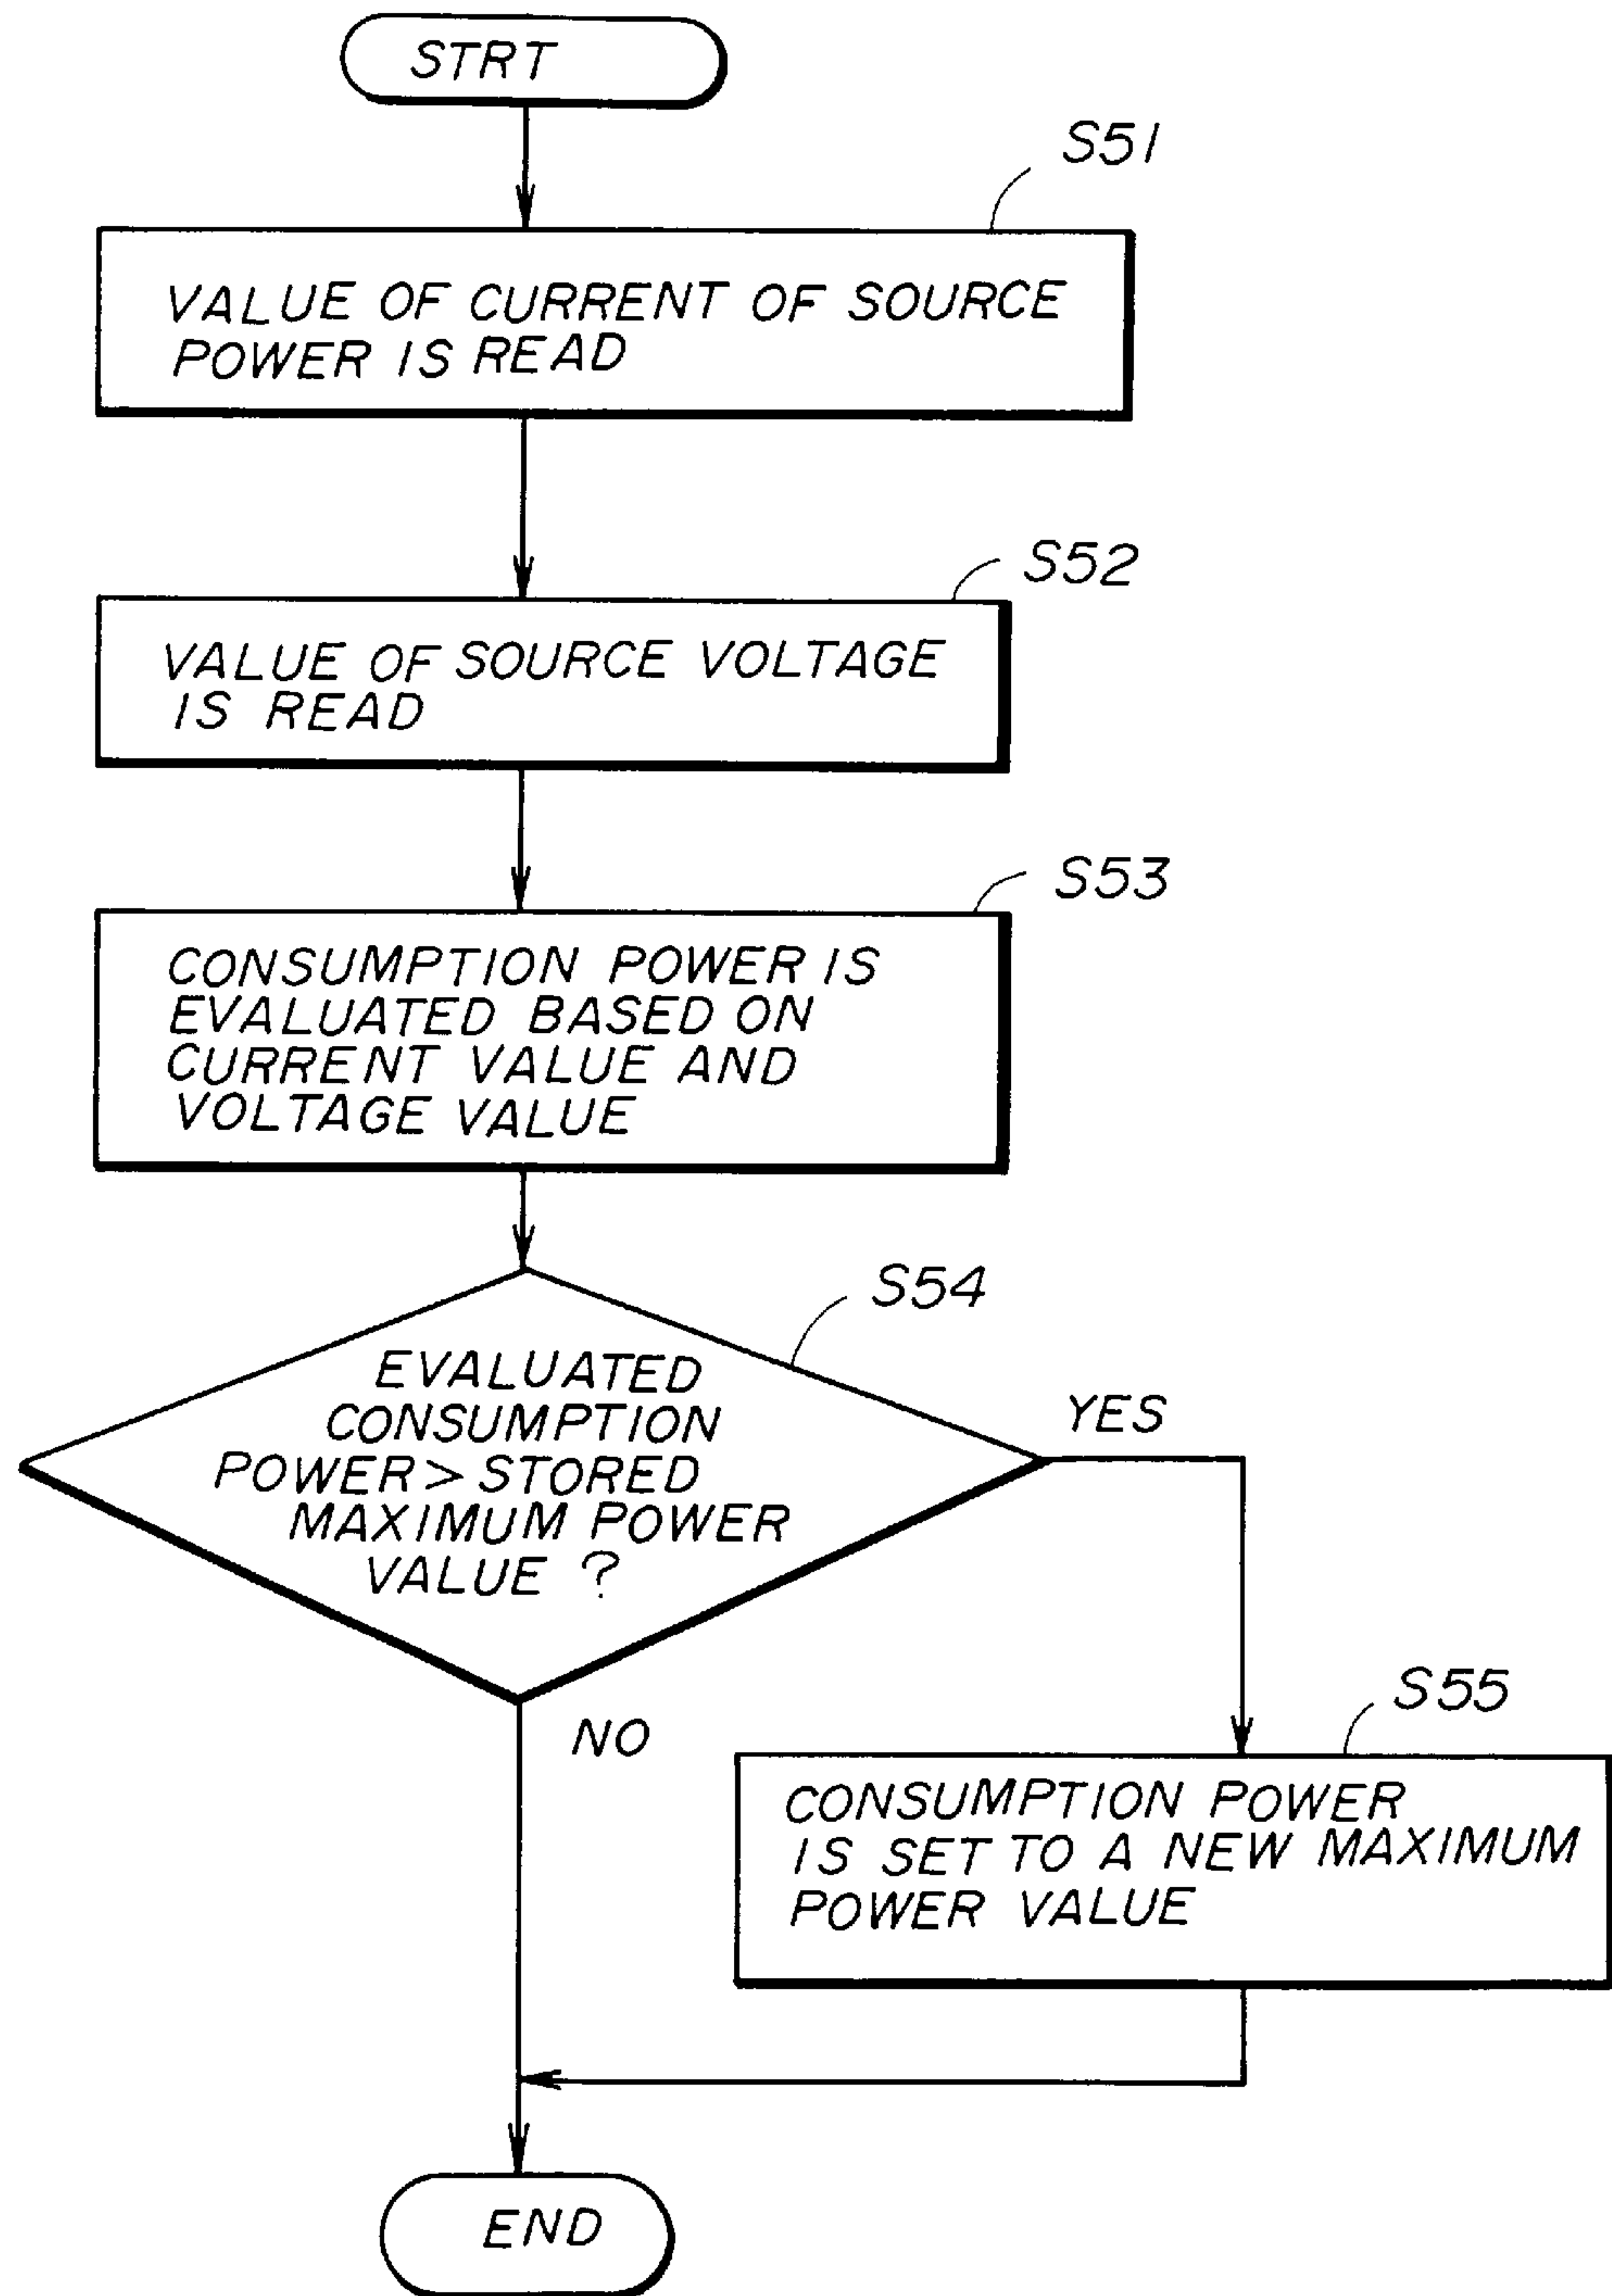 STRT
S51
VALUE OF CURRENT OF SOURCE
POWER IS READ
S52
VALUE OF SOURCE VOLTAGE
IS READ
S53
CONSUMPTION POWER IS
EVALUATED BASED ON
CURRENT VALUE AND
VOLTAGE VALUE
S54
EVALUATED
CONSUMPTION
POWER > STORED
MAXIMUM POWER
VALUE ?
YES
NO
S55
CONSUMPTION POWER
IS SET TO A NEW MAXIMUM
POWER VALUE
END